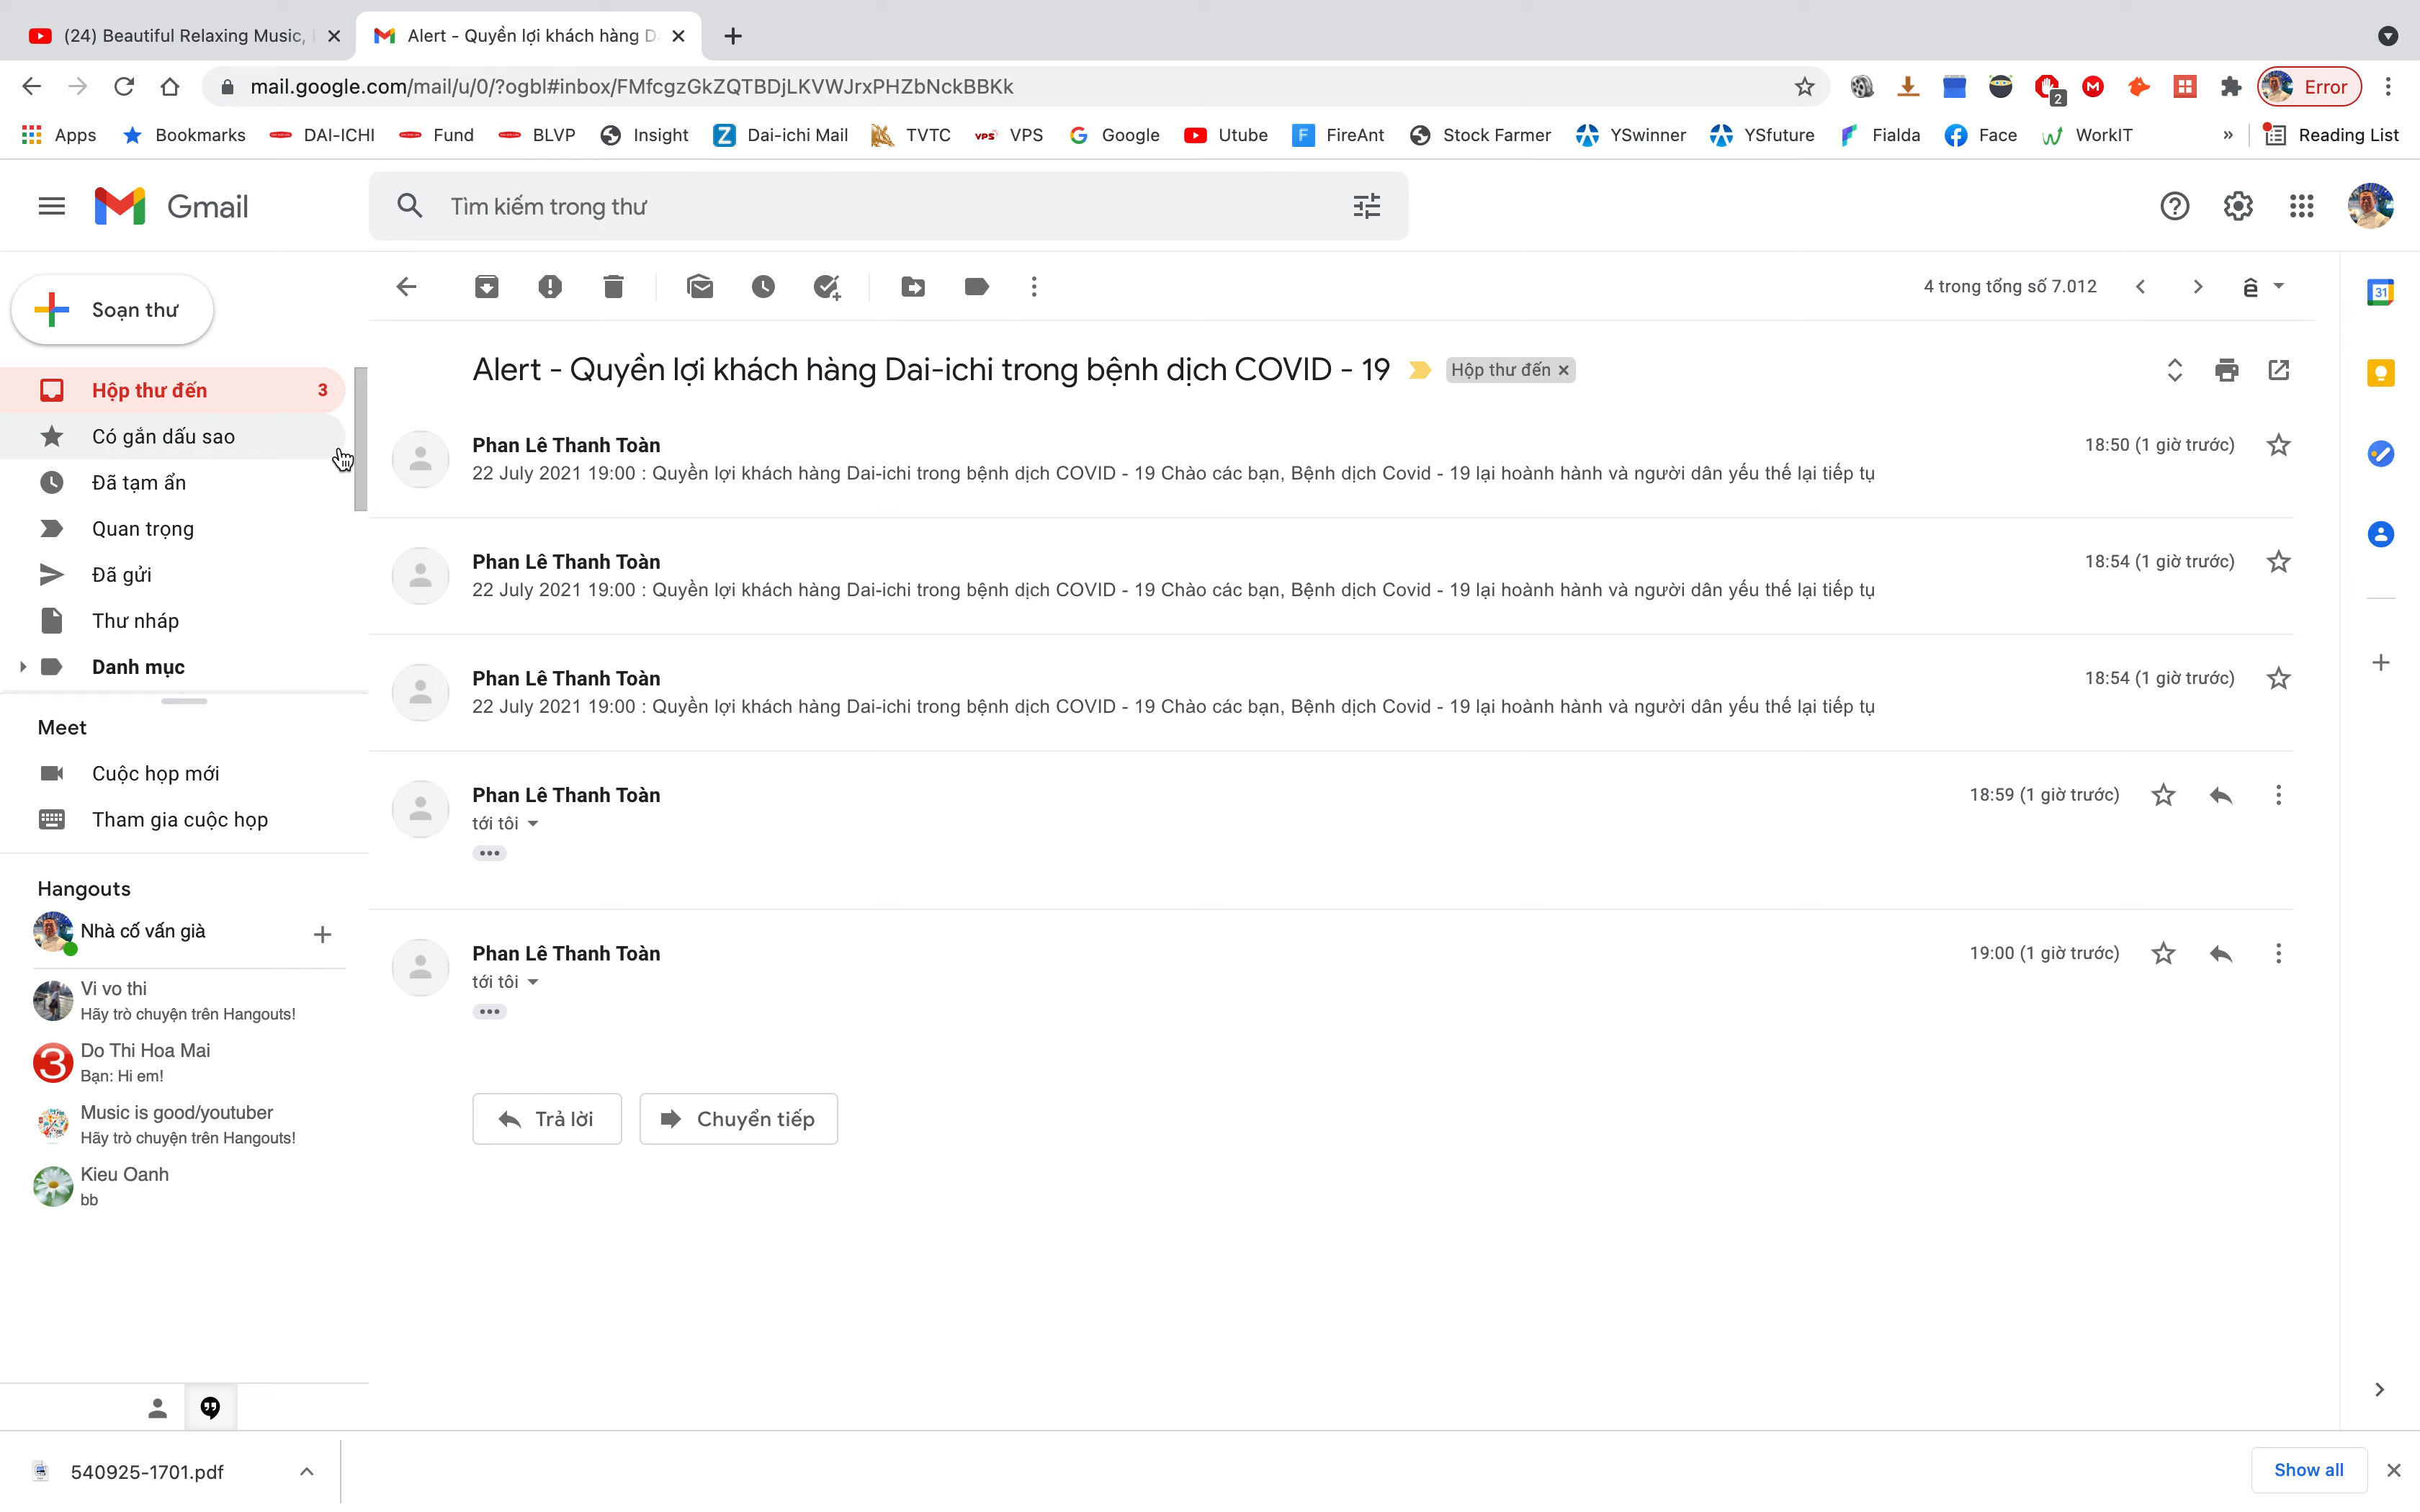 (24) Beautiful Relaxing Music,
Alert - Quyền lợi khách hàng D
mail.google.com/mail/u/0/?ogbl#inbox/FMfcgzGkZQTBDjLKVWJrxPHZbNckBBKk
2
Error
Apps
Bookmarks
DAI-ICHI
Fund
BLVP
Insight
Dai-ichi Mail
TVTC
VPS
Google
Utube
FireAnt
Stock Farmer
YSwinner
YSfuture
Fialda
Face
WorkIT
»
Reading List
Gmail
Tìm kiếm trong thư
Soạn thư
4 trong tổng số 7.012
ê
31
Hộp thư đến 3
Có gắn dấu sao
Đã tạm ẩn
Quan trọng
Đã gửi
Thư nháp
Danh mục
Meet
Cuộc họp mới
Tham gia cuộc họp
Hangouts
Nhà cố vấn già
Vi vo thi
Hãy trò chuyện trên Hangouts!
Do Thi Hoa Mai
Bạn: Hi em!
Music is good/youtuber
Hãy trò chuyện trên Hangouts!
Kieu Oanh
bb
Alert - Quyền lợi khách hàng Dai-ichi trong bệnh dịch COVID - 19
Hộp thư đến ×
Phan Lê Thanh Toàn
18:50 (1 giờ trước)
22 July 2021 19:00 : Quyền lợi khách hàng Dai-ichi trong bệnh dịch COVID - 19 Chào các bạn, Bệnh dịch Covid - 19 lại hoành hành và người dân yếu thế lại tiếp tụ
Phan Lê Thanh Toàn
18:54 (1 giờ trước)
22 July 2021 19:00 : Quyền lợi khách hàng Dai-ichi trong bệnh dịch COVID - 19 Chào các bạn, Bệnh dịch Covid - 19 lại hoành hành và người dân yếu thế lại tiếp tụ
Phan Lê Thanh Toàn
18:54 (1 giờ trước)
22 July 2021 19:00 : Quyền lợi khách hàng Dai-ichi trong bệnh dịch COVID - 19 Chào các bạn, Bệnh dịch Covid - 19 lại hoành hành và người dân yếu thế lại tiếp tụ
Phan Lê Thanh Toàn
18:59 (1 giờ trước)
tới tôi
Phan Lê Thanh Toàn
19:00 (1 giờ trước)
tới tôi
Trả lời
Chuyển tiếp
540925-1701.pdf
Show all